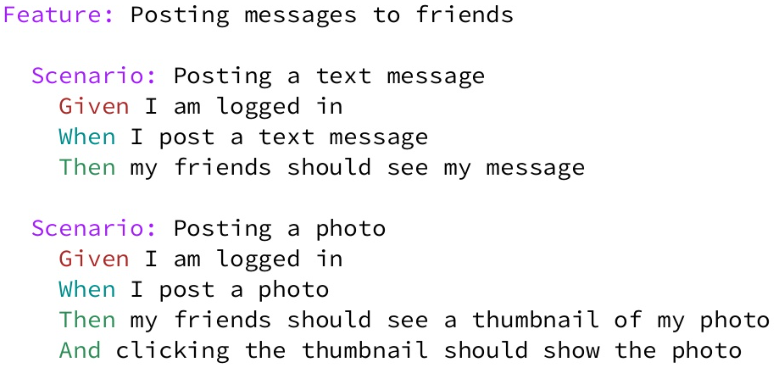 Feature: Posting messages to friends
Scenario: Posting a text message
Given I am logged in
When I post a text message
Then my friends should see my message
Scenario: Posting a photo
Given I am logged in
When I post a photo
Then my friends should see a thumbnail of my photo
And clicking the thumbnail should show the photo